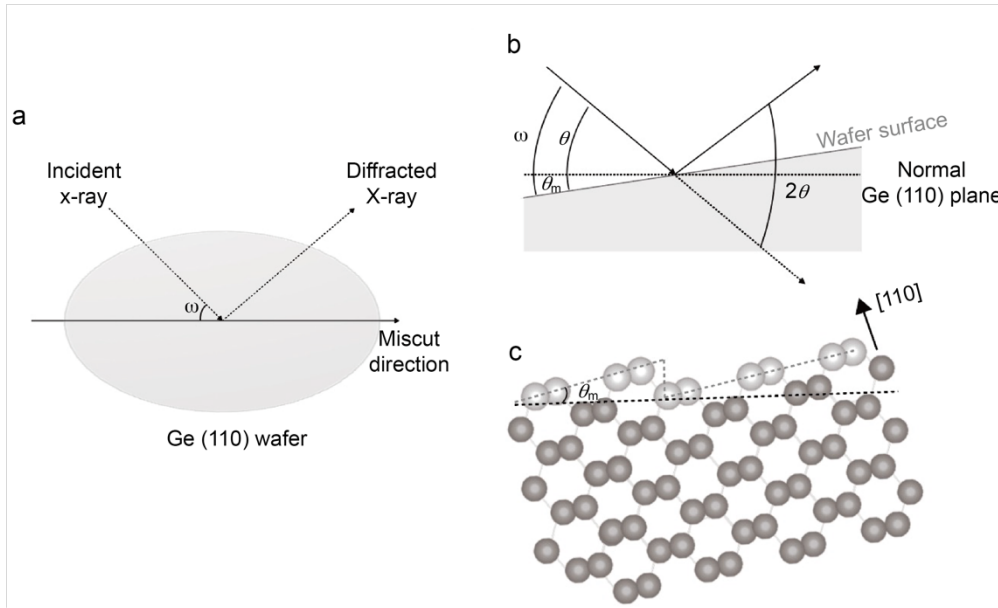 a
Incident
x-ray
Diffracted
X-ray
ω
Miscut
direction
Ge (110) wafer
b
ω
θ
θm
Wafer surface
Normal
Ge (110) plane
2θ
c
[110]
θm